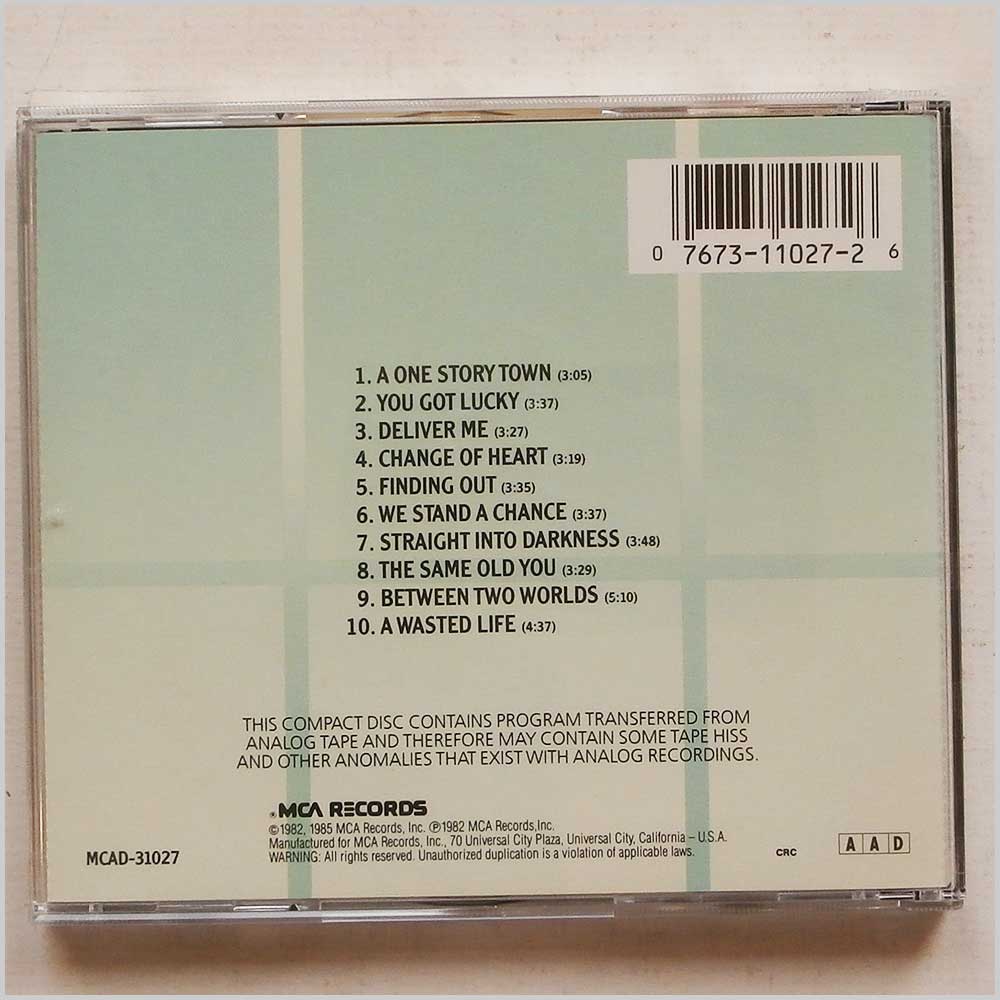 0 7673-11027-2 6
1. A ONE STORY TOWN (3:05)
2. YOU GOT LUCKY (3:37)
3. DELIVER ME (3:27)
4. CHANGE OF HEART (3:19)
5. FINDING OUT (3:35)
6. WE STAND A CHANCE (3:37)
7. STRAIGHT INTO DARKNESS (3:48)
8. THE SAME OLD YOU (3:29)
9. BETWEEN TWO WORLDS (5:10)
10. A WASTED LIFE (4:37)
THIS COMPACT DISC CONTAINS PROGRAM TRANSFERRED FROM
ANALOG TAPE AND THEREFORE MAY CONTAIN SOME TAPE HISS
AND OTHER ANOMALIES THAT EXIST WITH ANALOG RECORDINGS.
®MCA RECORDS
©1982, 1985 MCA Records, Inc. ℗1982 MCA Records,Inc.
Manufactured for MCA Records, Inc., 70 Universal City Plaza, Universal City, California – U.S.A.
WARNING: All rights reserved. Unauthorized duplication is a violation of applicable laws.
MCAD-31027
CRC
A A D